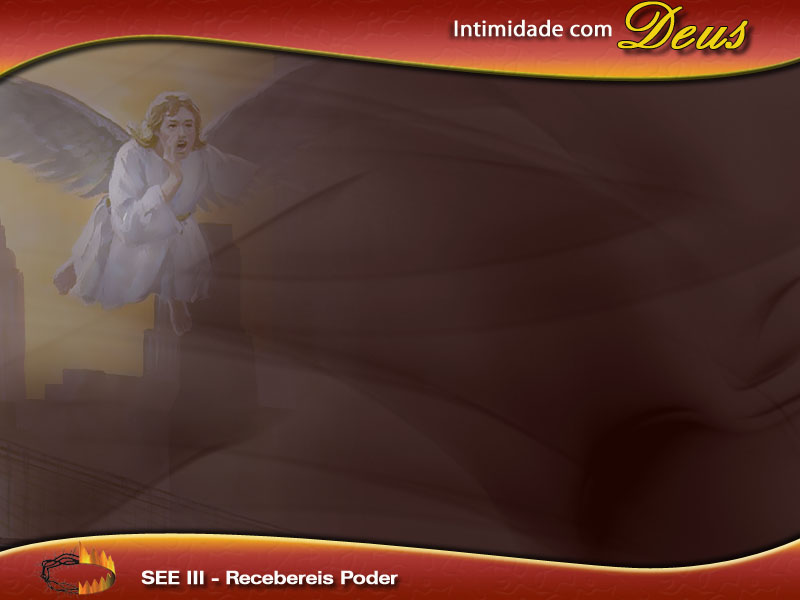 Intimidade com Deus
SEE III - Recebereis Poder